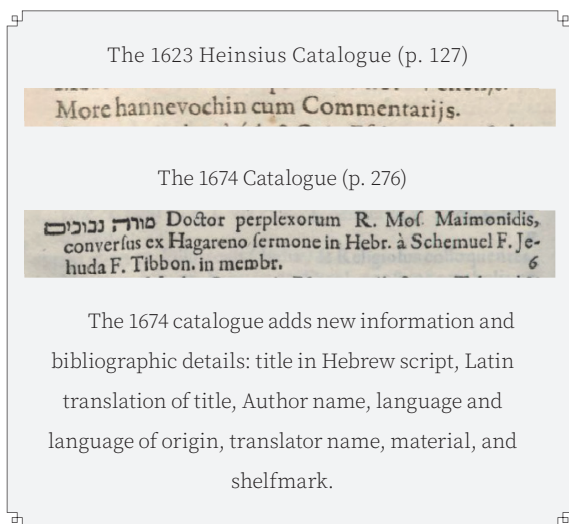 The 1623 Heinsius Catalogue (p. 127)
More hannevochin cum Commentarijs.
The 1674 Catalogue (p. 276)
מורה נבוכים Doctor perplexorum R. Mos. Maimonidis,
conversus ex Hagareno sermone in Hebr. à Schemuel F. Je-
huda F. Tibbon. in membr. 6
The 1674 catalogue adds new information and
bibliographic details: title in Hebrew script, Latin
translation of title, Author name, language and
language of origin, translator name, material, and
shelfmark.